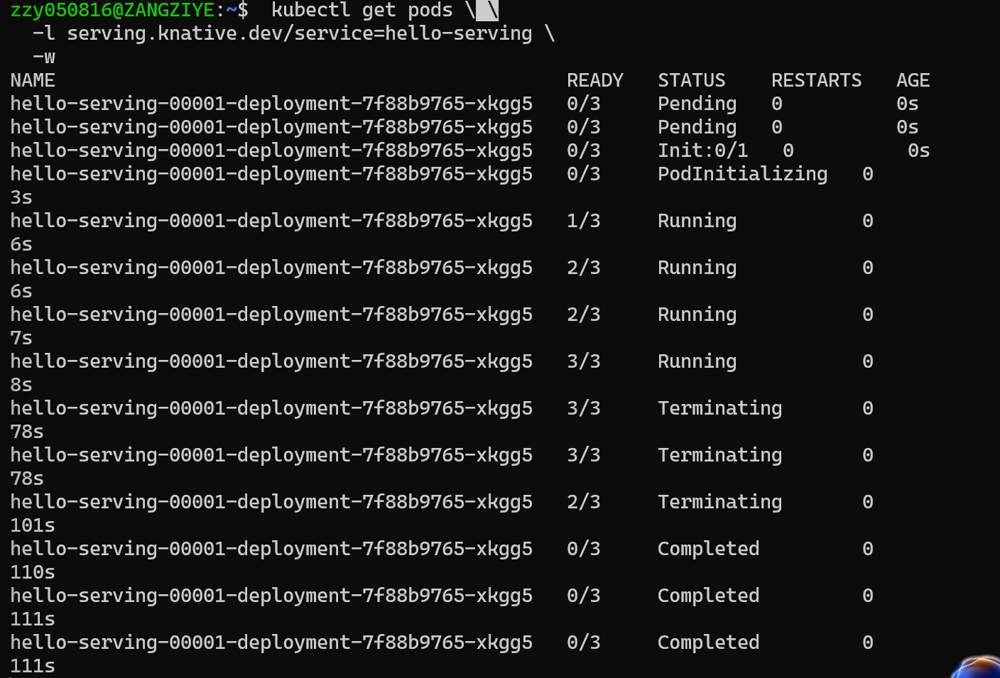 zzy050816@ZANGZIYE:~$  kubectl get pods \ \
  -l serving.knative.dev/service=hello-serving \
  -w
NAME                                             READY   STATUS    RESTARTS   AGE
hello-serving-00001-deployment-7f88b9765-xkgg5   0/3     Pending   0          0s
hello-serving-00001-deployment-7f88b9765-xkgg5   0/3     Pending   0          0s
hello-serving-00001-deployment-7f88b9765-xkgg5   0/3     Init:0/1   0          0s
hello-serving-00001-deployment-7f88b9765-xkgg5   0/3     PodInitializing   0
3s
hello-serving-00001-deployment-7f88b9765-xkgg5   1/3     Running           0
6s
hello-serving-00001-deployment-7f88b9765-xkgg5   2/3     Running           0
6s
hello-serving-00001-deployment-7f88b9765-xkgg5   2/3     Running           0
7s
hello-serving-00001-deployment-7f88b9765-xkgg5   3/3     Running           0
8s
hello-serving-00001-deployment-7f88b9765-xkgg5   3/3     Terminating       0
78s
hello-serving-00001-deployment-7f88b9765-xkgg5   3/3     Terminating       0
78s
hello-serving-00001-deployment-7f88b9765-xkgg5   2/3     Terminating       0
101s
hello-serving-00001-deployment-7f88b9765-xkgg5   0/3     Completed         0
110s
hello-serving-00001-deployment-7f88b9765-xkgg5   0/3     Completed         0
111s
hello-serving-00001-deployment-7f88b9765-xkgg5   0/3     Completed         0
111s